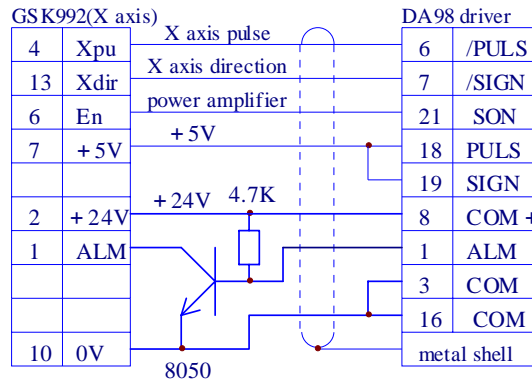 GSK992(X axis) DA98 driver
4 Xpu X axis pulse 6 /PULS
13 Xdir X axis direction 7 /SIGN
6 En power amplifier 21 SON
7 +5V +5V 18 PULS
19 SIGN
2 +24V +24V 4.7K 8 COM +
1 ALM 1 ALM
3 COM
16 COM
10 0V 8050 metal shell